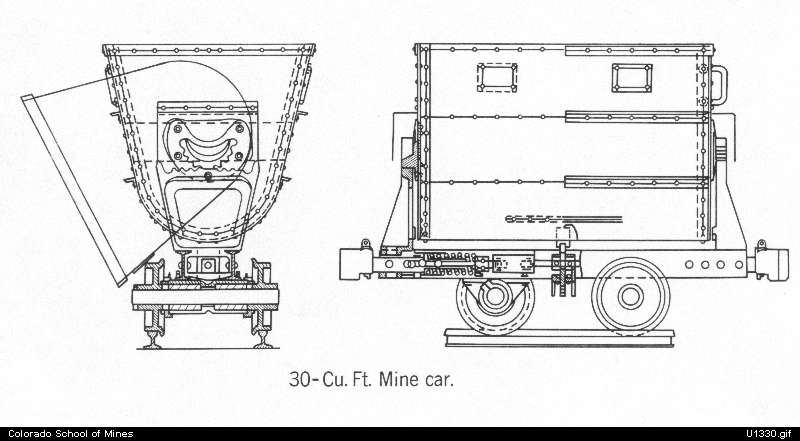 30-Cu. Ft. Mine car.
Colorado School of Mines
U1330.gif